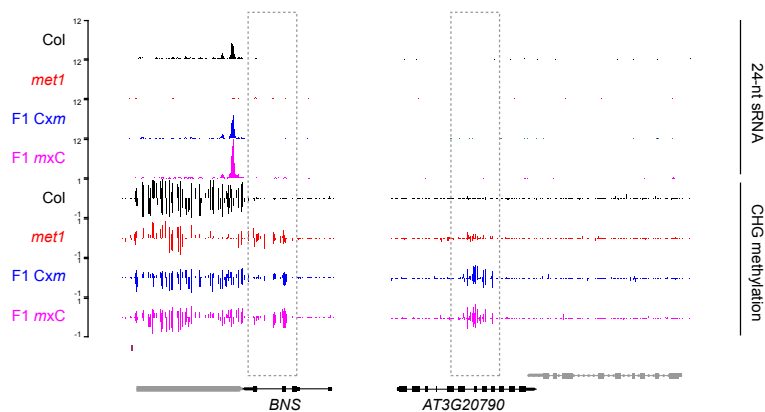 12
Col
12
met1
12
F1 Cxm
12
F1 mxC
1
Col
-1
1
met1
-1
1
F1 Cxm
-1
1
F1 mxC
-1
24-nt sRNA
CHG methylation
BNS
AT3G20790